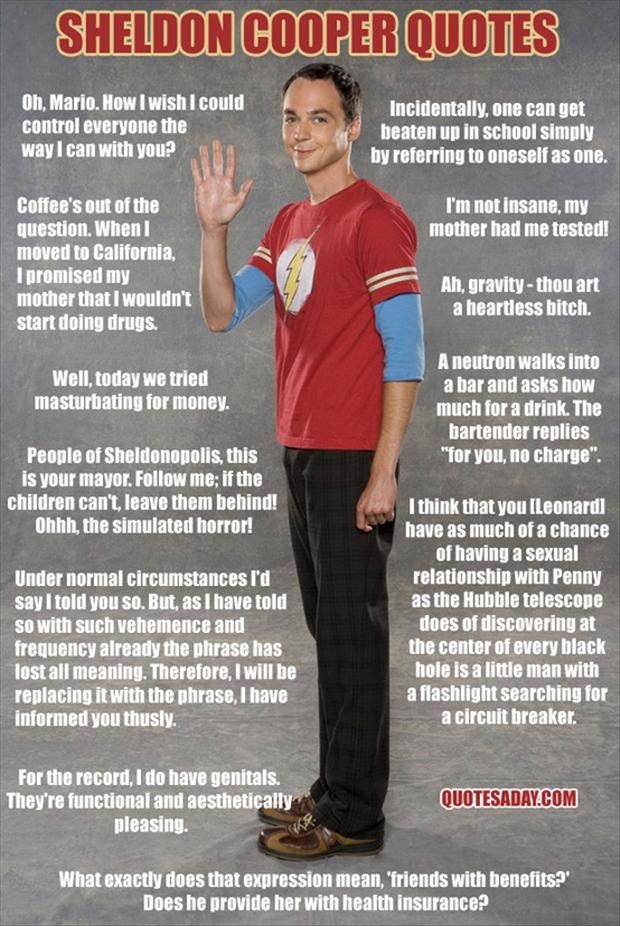 SHELDON COOPER QUOTES
Oh, Mario. How I wish I could
control everyone the
way I can with you?
Incidentally, one can get
beaten up in school simply
by referring to oneself as one.
Coffee's out of the
question. When I
moved to California,
I promised my
mother that I wouldn't
start doing drugs.
I'm not insane, my
mother had me tested!
Ah, gravity - thou art
a heartless bitch.
Well, today we tried
masturbating for money.
A neutron walks into
a bar and asks how
much for a drink. The
bartender replies
"for you, no charge".
People of Sheldonopolis, this
is your mayor. Follow me; if the
children can't, leave them behind!
Ohhh, the simulated horror!
I think that you [Leonard]
have as much of a chance
of having a sexual
relationship with Penny
as the Hubble telescope
does of discovering at
the center of every black
hole is a little man with
a flashlight searching for
a circuit breaker.
Under normal circumstances I'd
say I told you so. But, as I have told
so with such vehemence and
frequency already the phrase has
lost all meaning. Therefore, I will be
replacing it with the phrase, I have
informed you thusly.
For the record, I do have genitals.
They're functional and aesthetically
pleasing.
QUOTESADAY.COM
What exactly does that expression mean, 'friends with benefits?'
Does he provide her with health insurance?